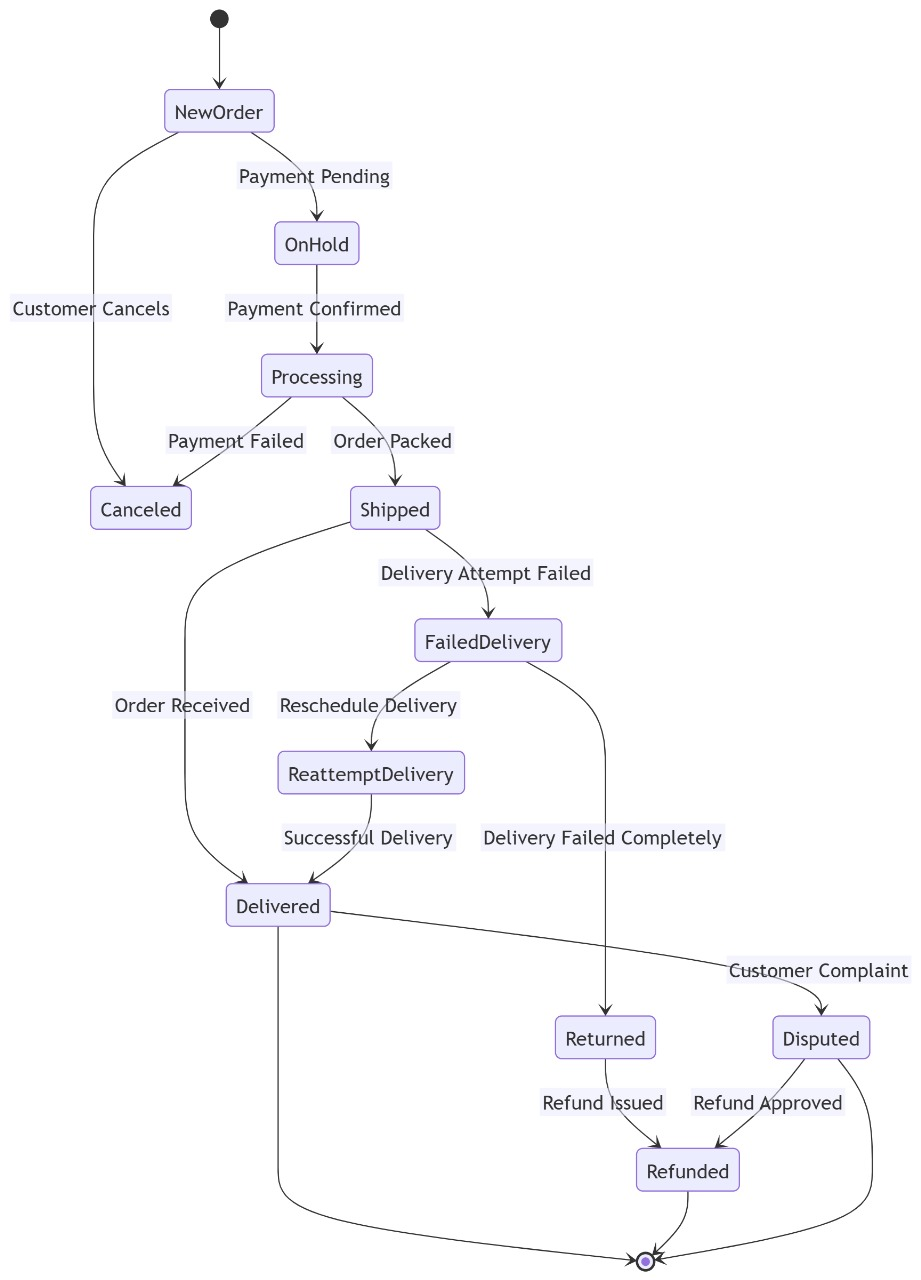 NewOrder
Payment Pending
OnHold
Customer Cancels
Payment Confirmed
Processing
Payment Failed
Order Packed
Canceled
Shipped
Delivery Attempt Failed
FailedDelivery
Order Received
Reschedule Delivery
ReattemptDelivery
Successful Delivery
Delivery Failed Completely
Delivered
Customer Complaint
Returned
Disputed
Refund Issued
Refund Approved
Refunded